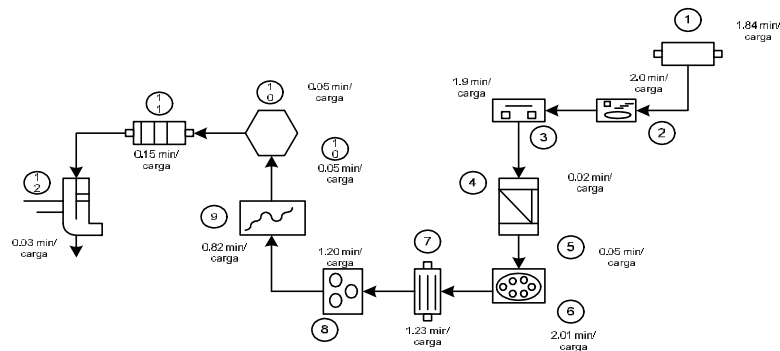 1
1.84 min/
carga
2.0 min/
carga
2
1.9 min/
carga
3
4
0.02 min/
carga
5
0.05 min/
carga
6
2.01 min/
carga
7
1.23 min/
carga
1.20 min/
carga
8
9
0.82 min/
carga
1
0
0.05 min/
carga
1
0
0.05 min/
carga
1
1
0.15 min/
carga
1
2
0.03 min/
carga